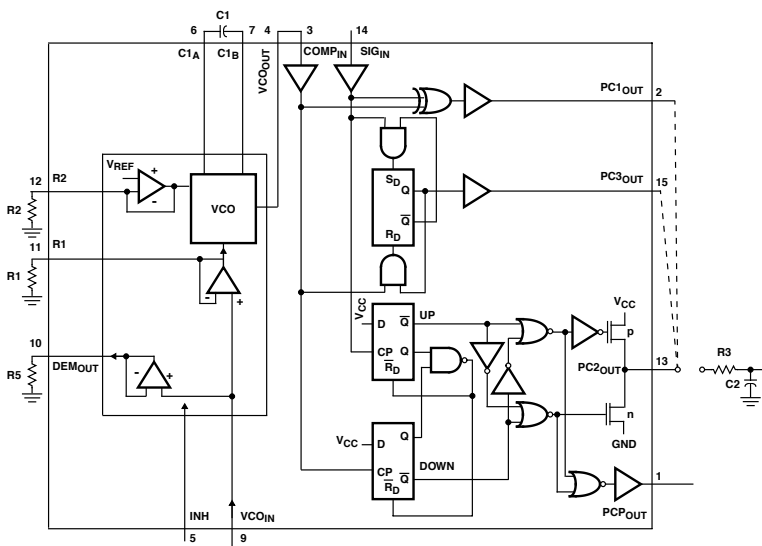 C1
6 7 4 3 14
C1A C1B VCOOUT COMPIN SIGIN
PC1OUT 2
VREF
+
-
12 R2
R2
VCO
SD Q
Q
RD
PC3OUT 15
11 R1
R1
- +
VCC
D Q UP
CP Q
RD
VCC
p
PC2OUT 13
R3
C2
n
GND
10
DEMOUT
R5
- +
VCC D Q
CP Q DOWN
RD
1
PCPOUT
INH VCOIN
5 9